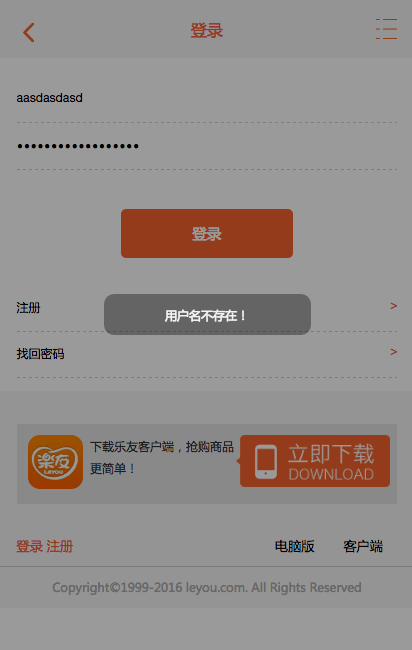 登录
aasdasdasd
••••••••••••••••••
登录
注册 >
用户名不存在！
找回密码 >
乐友
LEYOU
下载乐友客户端，抢购商品
更简单！
立即下载
DOWNLOAD
登录 注册 电脑版 客户端
Copyright©1999-2016 leyou.com. All Rights Reserved